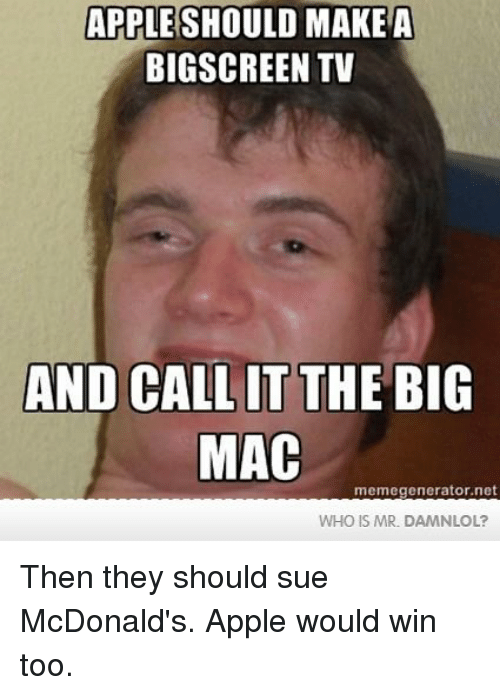 APPLE SHOULD MAKE A
BIGSCREEN TV
AND CALL IT THE BIG
MAC
memegenerator.net
WHO IS MR. DAMNLOL?
Then they should sue
McDonald's. Apple would win
too.